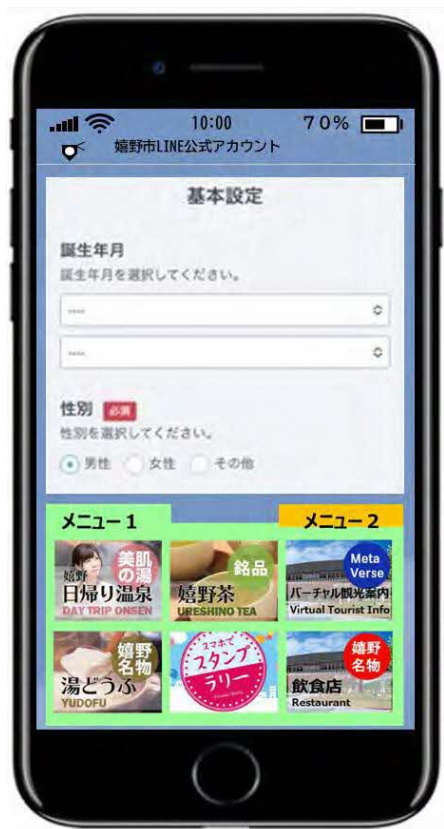 10:00
70%
嬉野市LINE公式アカウント
基本設定
誕生年月
誕生年月を選択してください。
----
----
性別 必須
性別を選択してください。
男性 女性 その他
メニュー1
メニュー2
美肌
の湯
嬉野
日帰り温泉
DAY TRIP ONSEN
銘品
嬉野茶
URESHINO TEA
Meta
Verse
バーチャル観光案内
Virtual Tourist Info
嬉野
名物
湯どうふ
YUDOFU
スマホで
スタンプ
ラリー
嬉野
名物
飲食店
Restaurant